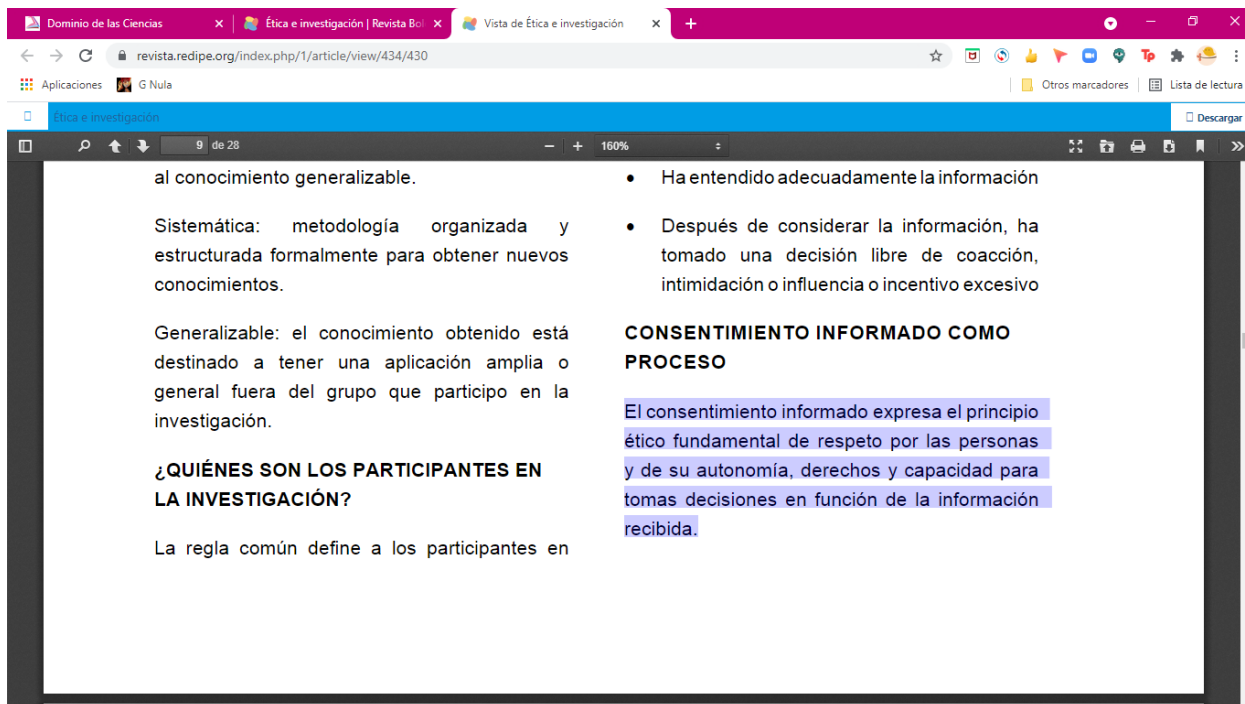 Dominio de las Ciencias
Ética e investigación | Revista Bol
Vista de Ética e investigación
revista.redipe.org/index.php/1/article/view/434/430
Tp
Aplicaciones
G Nula
Otros marcadores
Lista de lectura
Ética e investigación
Descargar
9 de 28
160%
al conocimiento generalizable.
Sistemática: metodología organizada y
estructurada formalmente para obtener nuevos
conocimientos.
Generalizable: el conocimiento obtenido está
destinado a tener una aplicación amplia o
general fuera del grupo que participo en la
investigación.
¿QUIÉNES SON LOS PARTICIPANTES EN
LA INVESTIGACIÓN?
La regla común define a los participantes en
• Ha entendido adecuadamente la información
• Después de considerar la información, ha
tomado una decisión libre de coacción,
intimidación o influencia o incentivo excesivo
CONSENTIMIENTO INFORMADO COMO
PROCESO
El consentimiento informado expresa el principio
ético fundamental de respeto por las personas
y de su autonomía, derechos y capacidad para
tomas decisiones en función de la información
recibida.